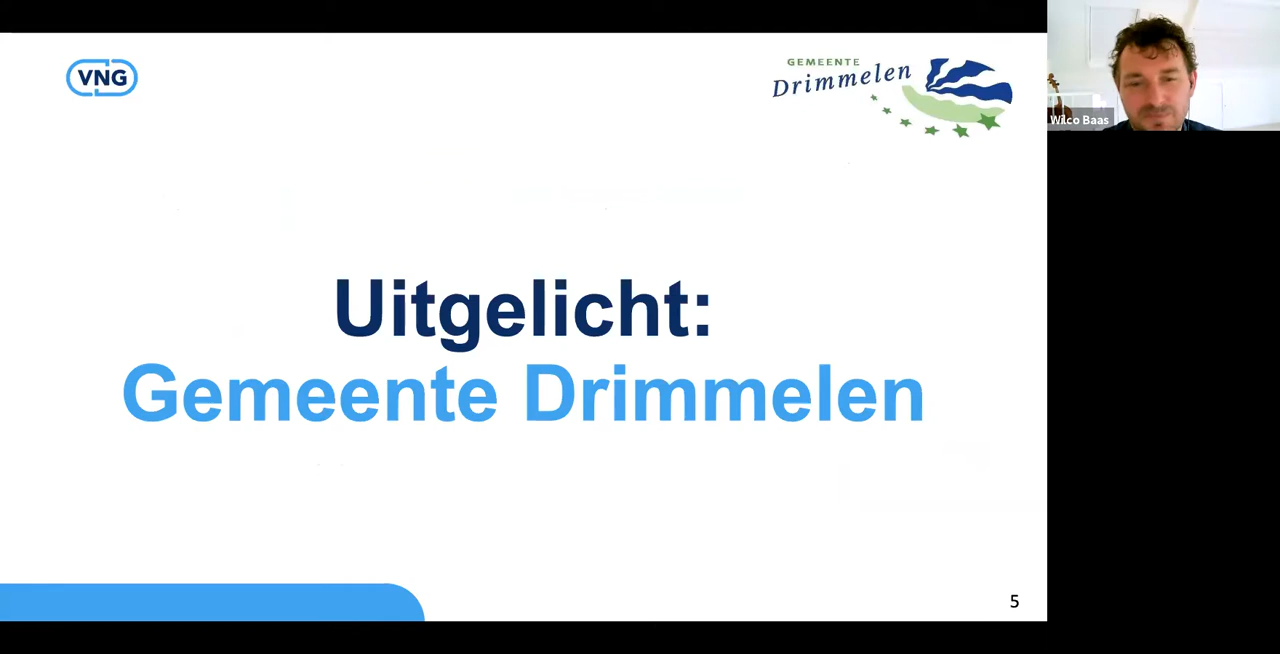 VNG
GEMEENTE
Drimmelen
Wilco Baas
Uitgelicht:
Gemeente Drimmelen
5